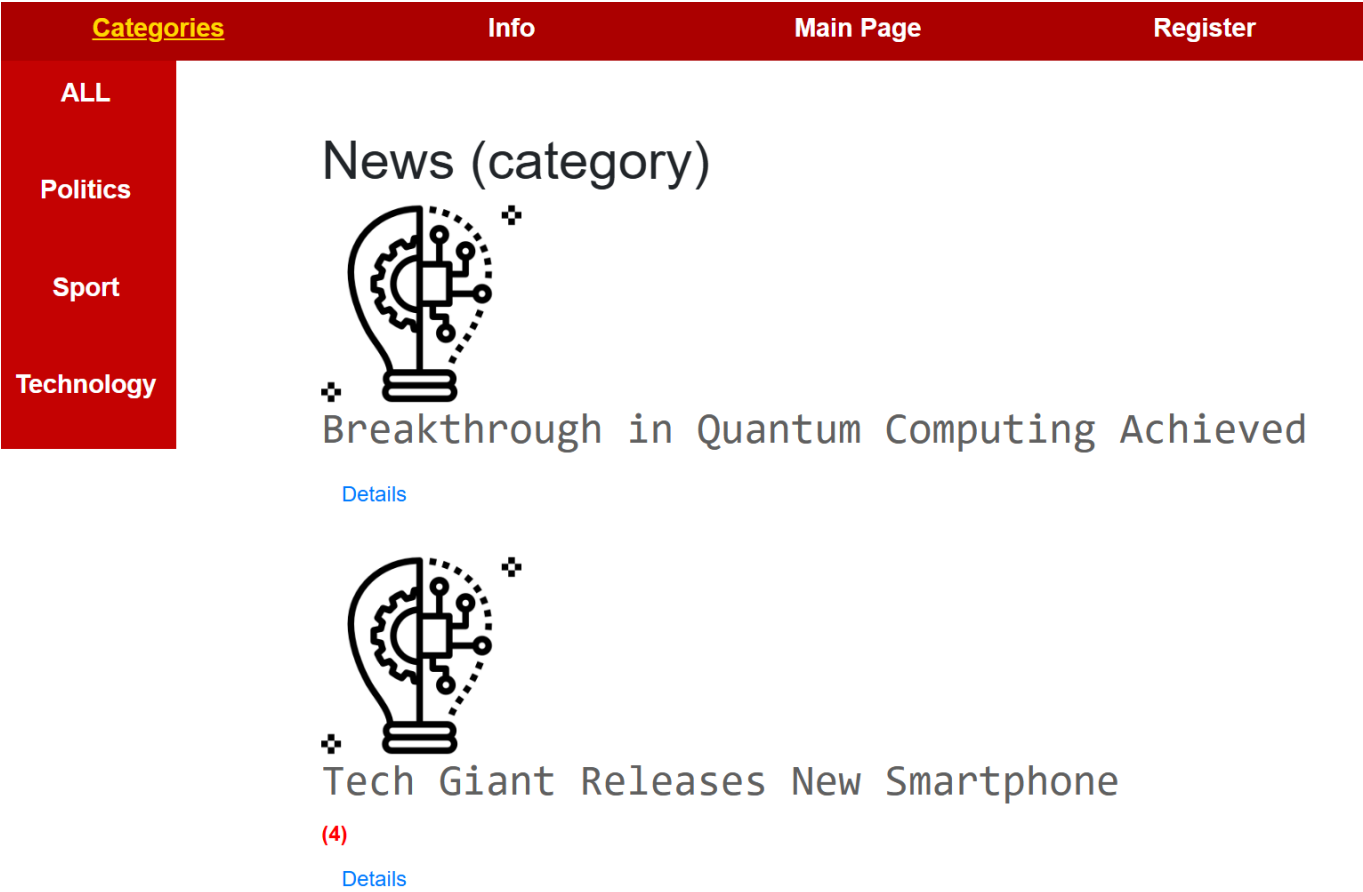 Categories Info Main Page Register
ALL
Politics
Sport
Technology
News (category)
Breakthrough in Quantum Computing Achieved
Details
Tech Giant Releases New Smartphone
(4)
Details